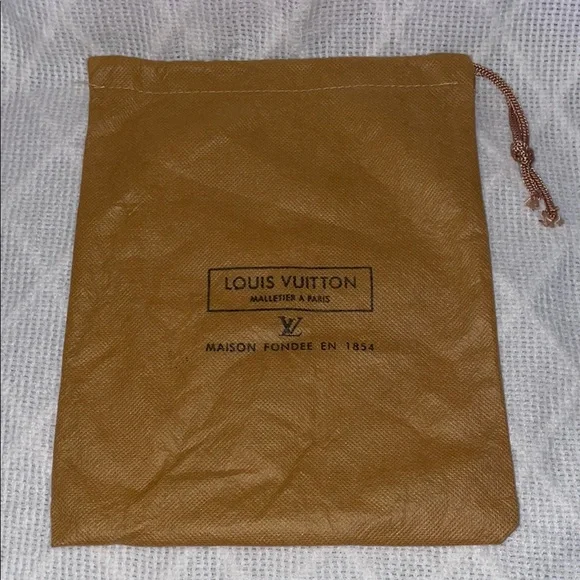 LOUIS VUITTON
MALLETIER A PARIS
LV
MAISON FONDEE EN 1854